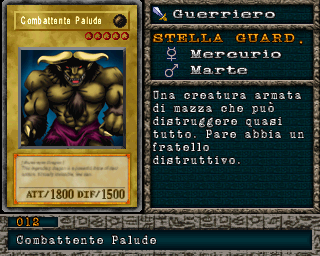 Combattente Palude
ATT/1800 DIF/1500
Guerriero
STELLA GUARD.
Mercurio
Marte
Una creatura armata
di mazza che può
distruggere quasi
tutto. Pare abbia un
fratello
distruttivo.
012
Combattente Palude